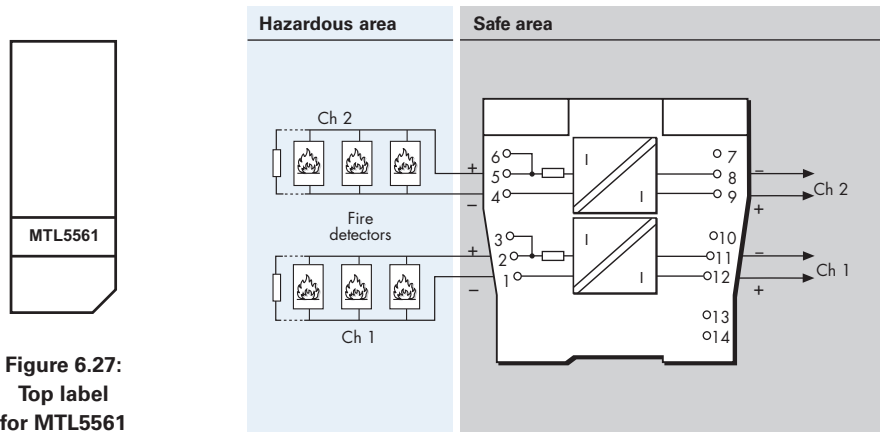 Hazardous area
Safe area
MTL5561
Figure 6.27:
Top label
for MTL5561
Ch 2
Fire
detectors
Ch 1
+
–
+
–
6
5
4
3
2
1
I
I
I
I
7
8
9
10
11
12
13
14
–
+
Ch 2
–
+
Ch 1